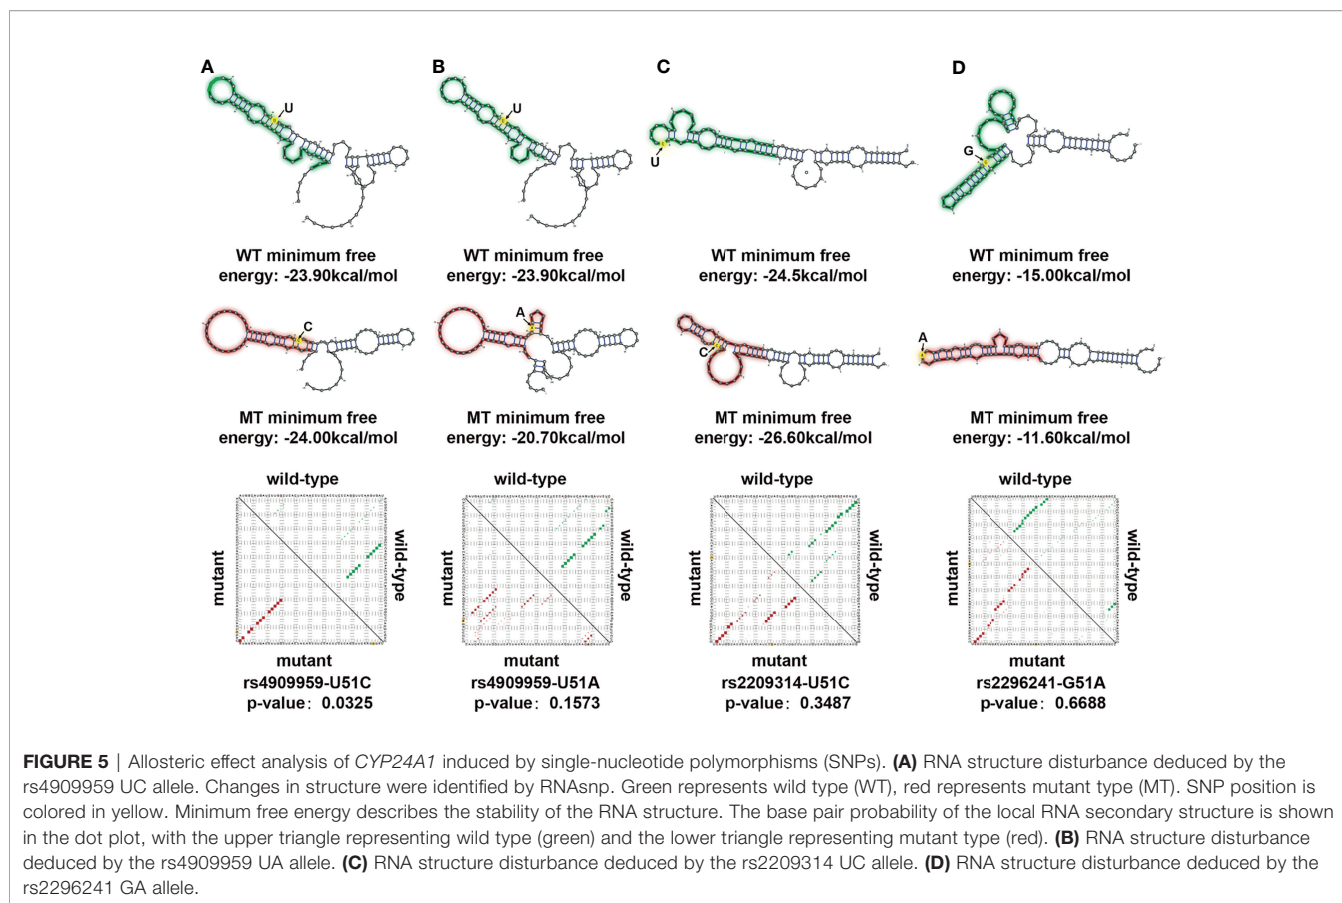 A
B
C
D
U
U
U
G
WT minimum free
energy: -23.90kcal/mol
WT minimum free
energy: -23.90kcal/mol
WT minimum free
energy: -24.5kcal/mol
WT minimum free
energy: -15.00kcal/mol
C
A
C
A
MT minimum free
energy: -24.00kcal/mol
MT minimum free
energy: -20.70kcal/mol
MT minimum free
energy: -26.60kcal/mol
MT minimum free
energy: -11.60kcal/mol
wild-type
wild-type
wild-type
wild-type
mutant
wild-type
mutant
wild-type
mutant
wild-type
mutant
wild-type
mutant
rs4909959-U51C
p-value: 0.0325
mutant
rs4909959-U51A
p-value: 0.1573
mutant
rs2209314-U51C
p-value: 0.3487
mutant
rs2296241-G51A
p-value: 0.6688
FIGURE 5 | Allosteric effect analysis of CYP24A1 induced by single-nucleotide polymorphisms (SNPs). (A) RNA structure disturbance deduced by the
rs4909959 UC allele. Changes in structure were identified by RNAsnp. Green represents wild type (WT), red represents mutant type (MT). SNP position is
colored in yellow. Minimum free energy describes the stability of the RNA structure. The base pair probability of the local RNA secondary structure is shown
in the dot plot, with the upper triangle representing wild type (green) and the lower triangle representing mutant type (red). (B) RNA structure disturbance
deduced by the rs4909959 UA allele. (C) RNA structure disturbance deduced by the rs2209314 UC allele. (D) RNA structure disturbance deduced by the
rs2296241 GA allele.